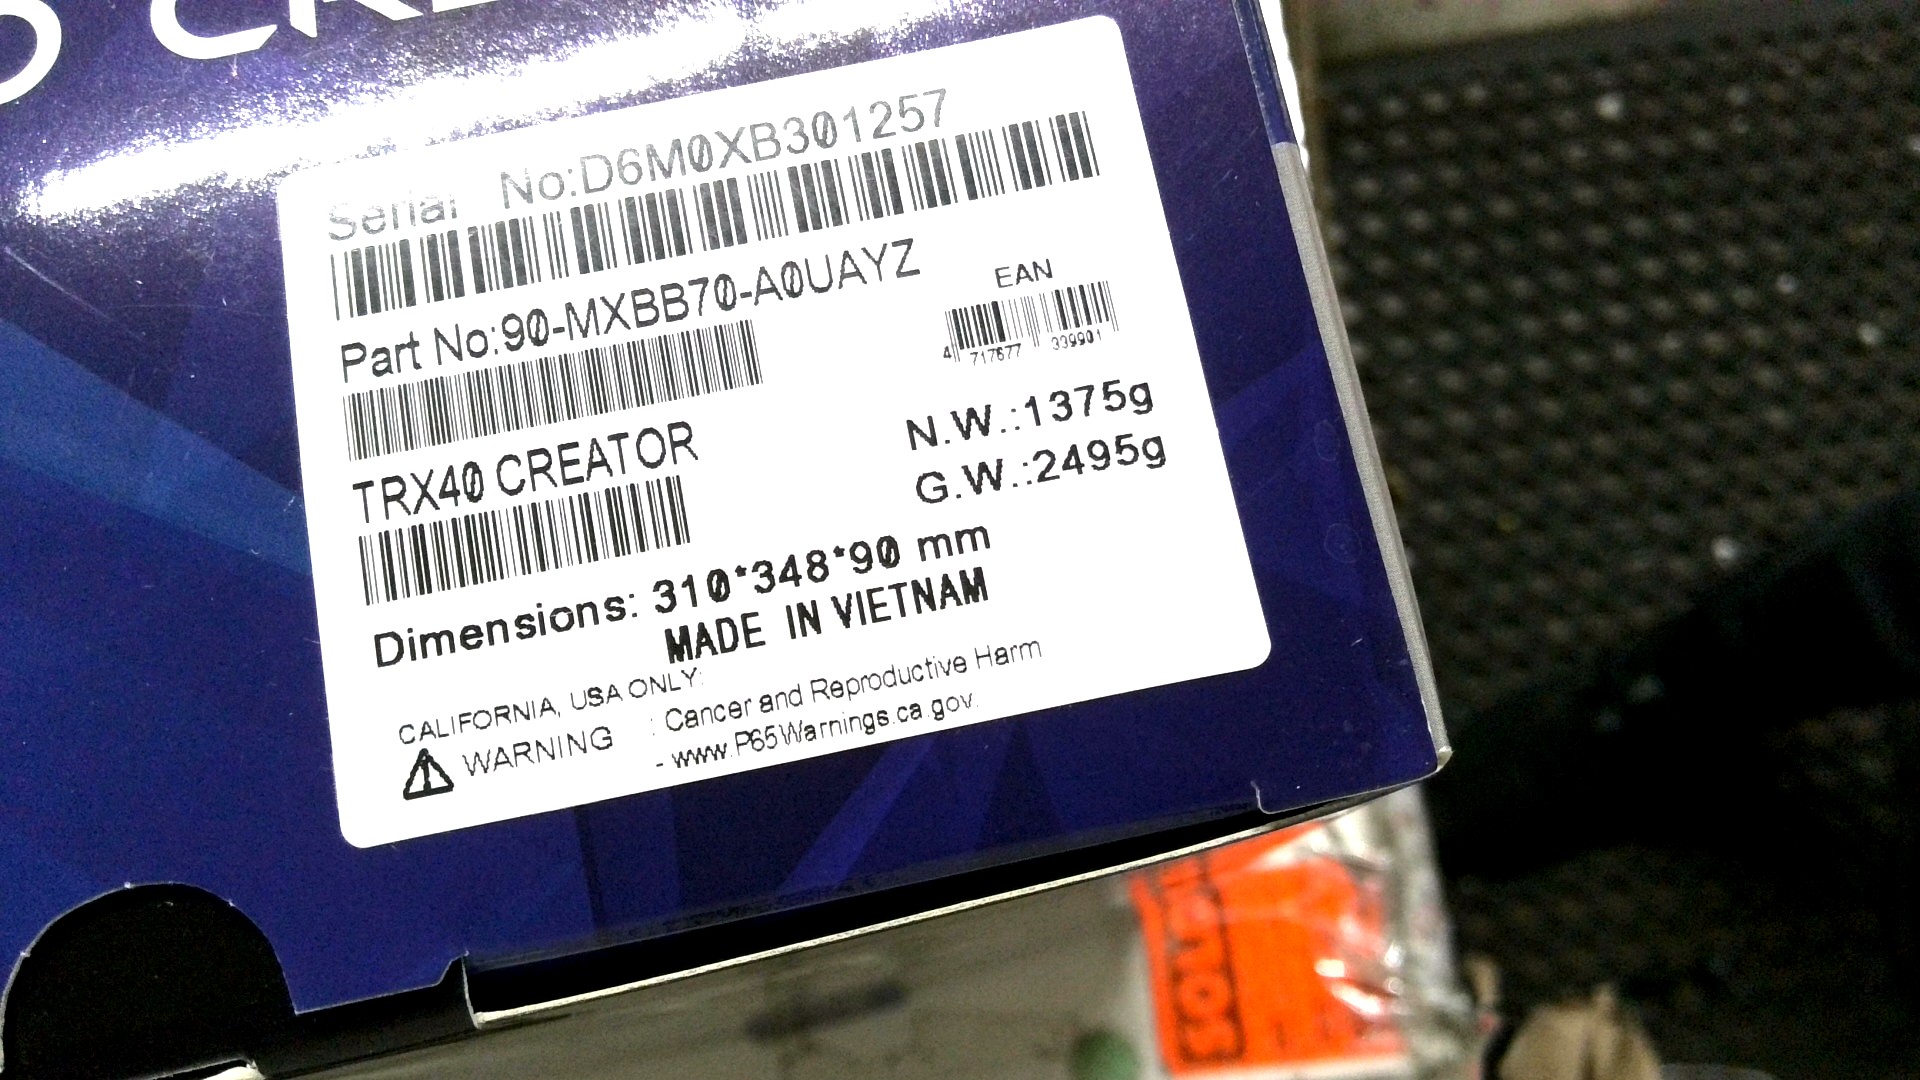 Serial No:D6M0XB301257
Part No:90-MXBB70-A0UAYZ
EAN
4 717677 339901
TRX40 CREATOR
N.W.:1375g
G.W.:2495g
Dimensions: 310*348*90 mm
MADE IN VIETNAM
CALIFORNIA, USA ONLY:
WARNING : Cancer and Reproductive Harm
- www.P65Warnings.ca.gov.